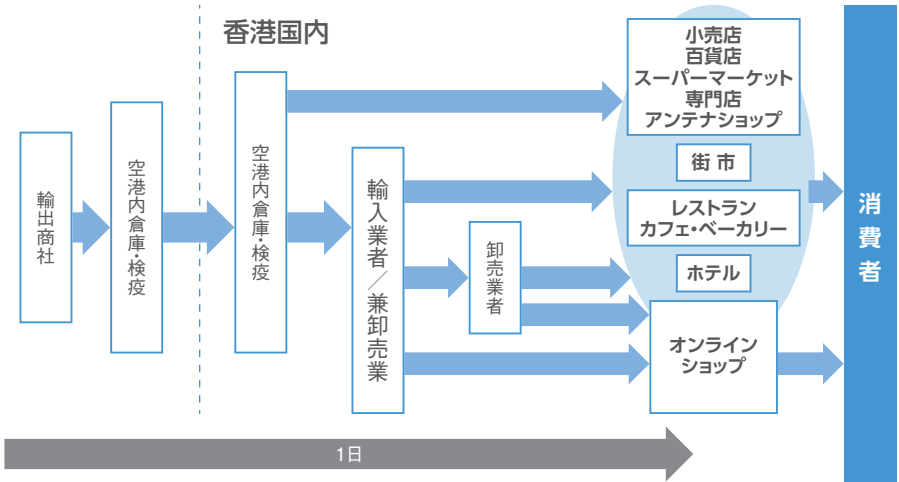 香港国内
輸出商社
空港内倉庫・検疫
空港内倉庫・検疫
輸入業者／兼卸売業
卸売業者
小売店
百貨店
スーパーマーケット
専門店
アンテナショップ
街市
レストラン
カフェ・ベーカリー
ホテル
オンライン
ショップ
消費者
1日